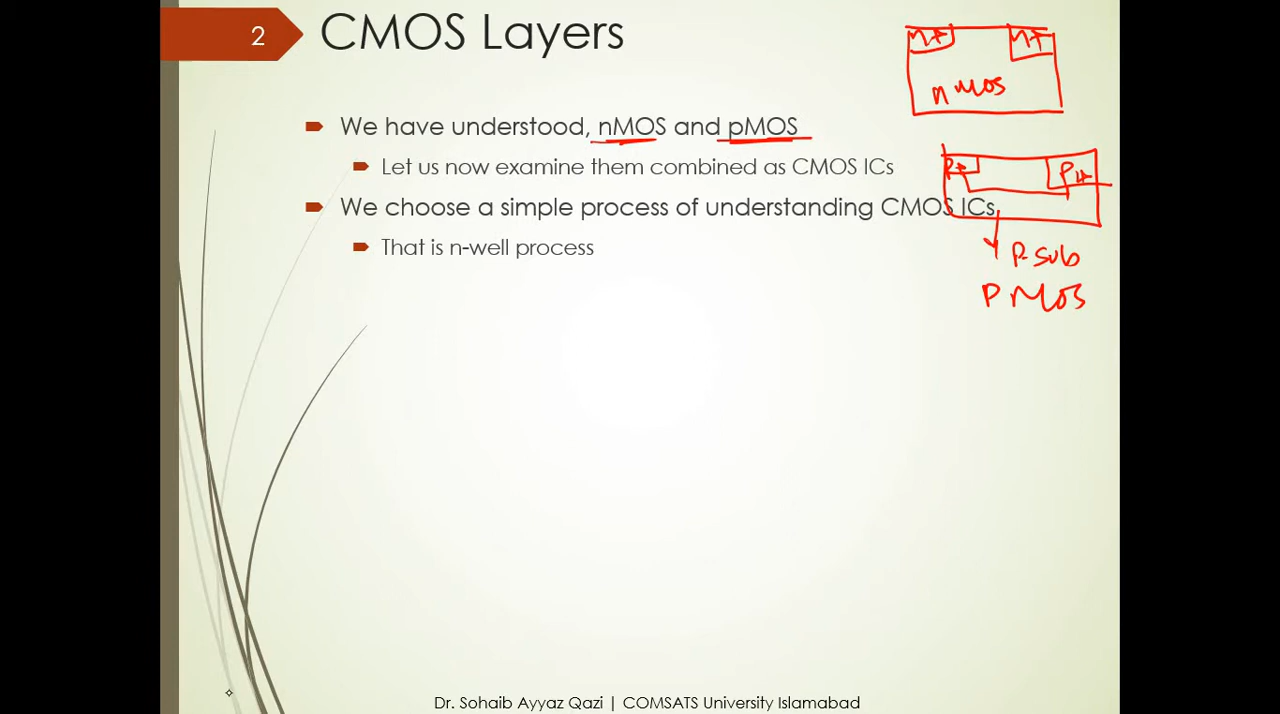 2
CMOS Layers
n+ n+
nMOS
We have understood, nMOS and pMOS
Let us now examine them combined as CMOS ICs
P+ P+
We choose a simple process of understanding CMOS ICs,
That is n-well process
P-sub
PMOS
Dr. Sohaib Ayyaz Qazi | COMSATS University Islamabad